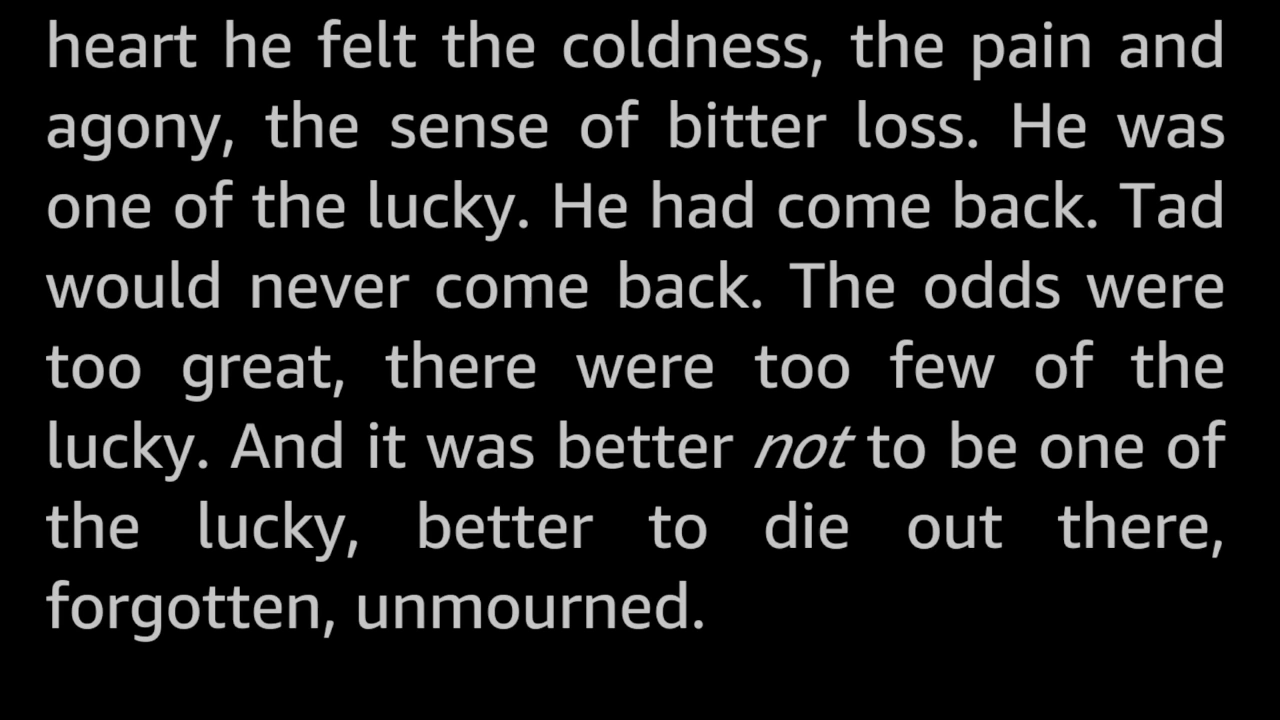 heart he felt the coldness, the pain and
agony, the sense of bitter loss. He was
one of the lucky. He had come back. Tad
would never come back. The odds were
too great, there were too few of the
lucky. And it was better not to be one of
the lucky, better to die out there,
forgotten, unmourned.